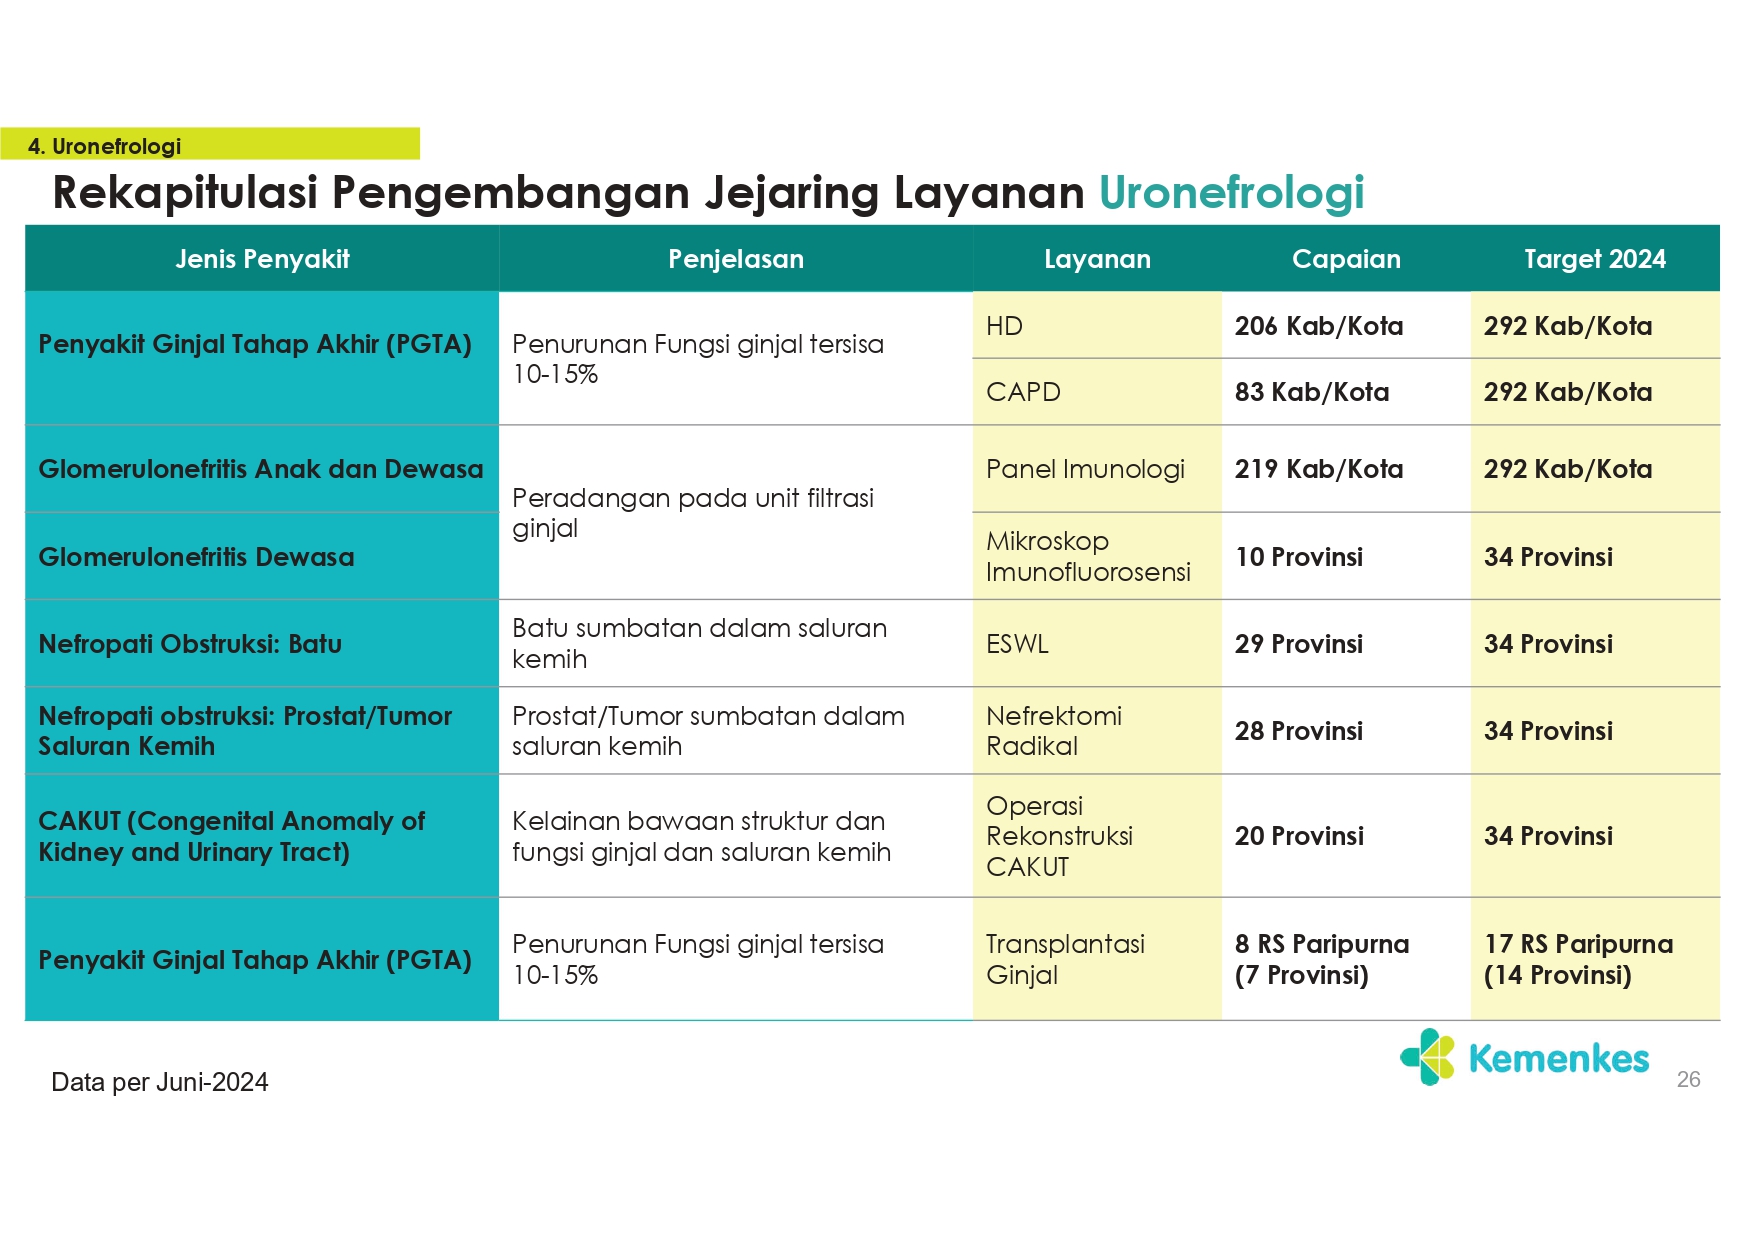 4. Uronefrologi
Rekapitulasi Pengembangan Jejaring Layanan Uronefrologi
Jenis Penyakit
Penjelasan
Layanan
Capaian
Target 2024
Penyakit Ginjal Tahap Akhir (PGTA)
Penurunan Fungsi ginjal tersisa
10-15%
HD
206 Kab/Kota
292 Kab/Kota
CAPD
83 Kab/Kota
292 Kab/Kota
Glomerulonefritis Anak dan Dewasa
Peradangan pada unit filtrasi
ginjal
Panel Imunologi
219 Kab/Kota
292 Kab/Kota
Glomerulonefritis Dewasa
Mikroskop
Imunofluorosensi
10 Provinsi
34 Provinsi
Nefropati Obstruksi: Batu
Batu sumbatan dalam saluran
kemih
ESWL
29 Provinsi
34 Provinsi
Nefropati obstruksi: Prostat/Tumor
Saluran Kemih
Prostat/Tumor sumbatan dalam
saluran kemih
Nefrektomi
Radikal
28 Provinsi
34 Provinsi
CAKUT (Congenital Anomaly of
Kidney and Urinary Tract)
Kelainan bawaan struktur dan
fungsi ginjal dan saluran kemih
Operasi
Rekonstruksi
CAKUT
20 Provinsi
34 Provinsi
Penyakit Ginjal Tahap Akhir (PGTA)
Penurunan Fungsi ginjal tersisa
10-15%
Transplantasi
Ginjal
8 RS Paripurna
(7 Provinsi)
17 RS Paripurna
(14 Provinsi)
Data per Juni-2024
Kemenkes
26